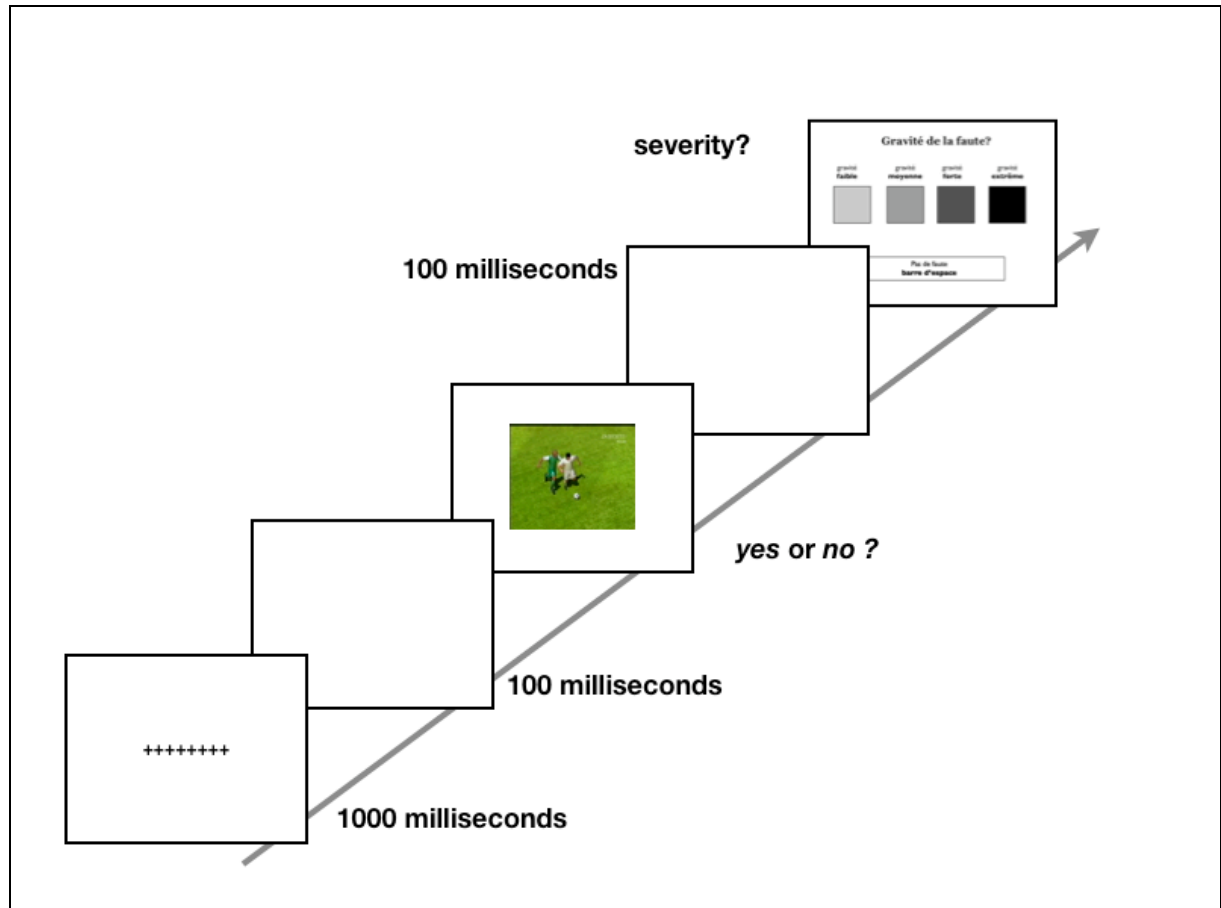 severity?
Gravité de la faute?
gravité gravité gravité gravité
faible moyenne forte extrême
100 milliseconds
Pas de faute
barre d'espace
yes or no ?
100 milliseconds
++++++++
1000 milliseconds